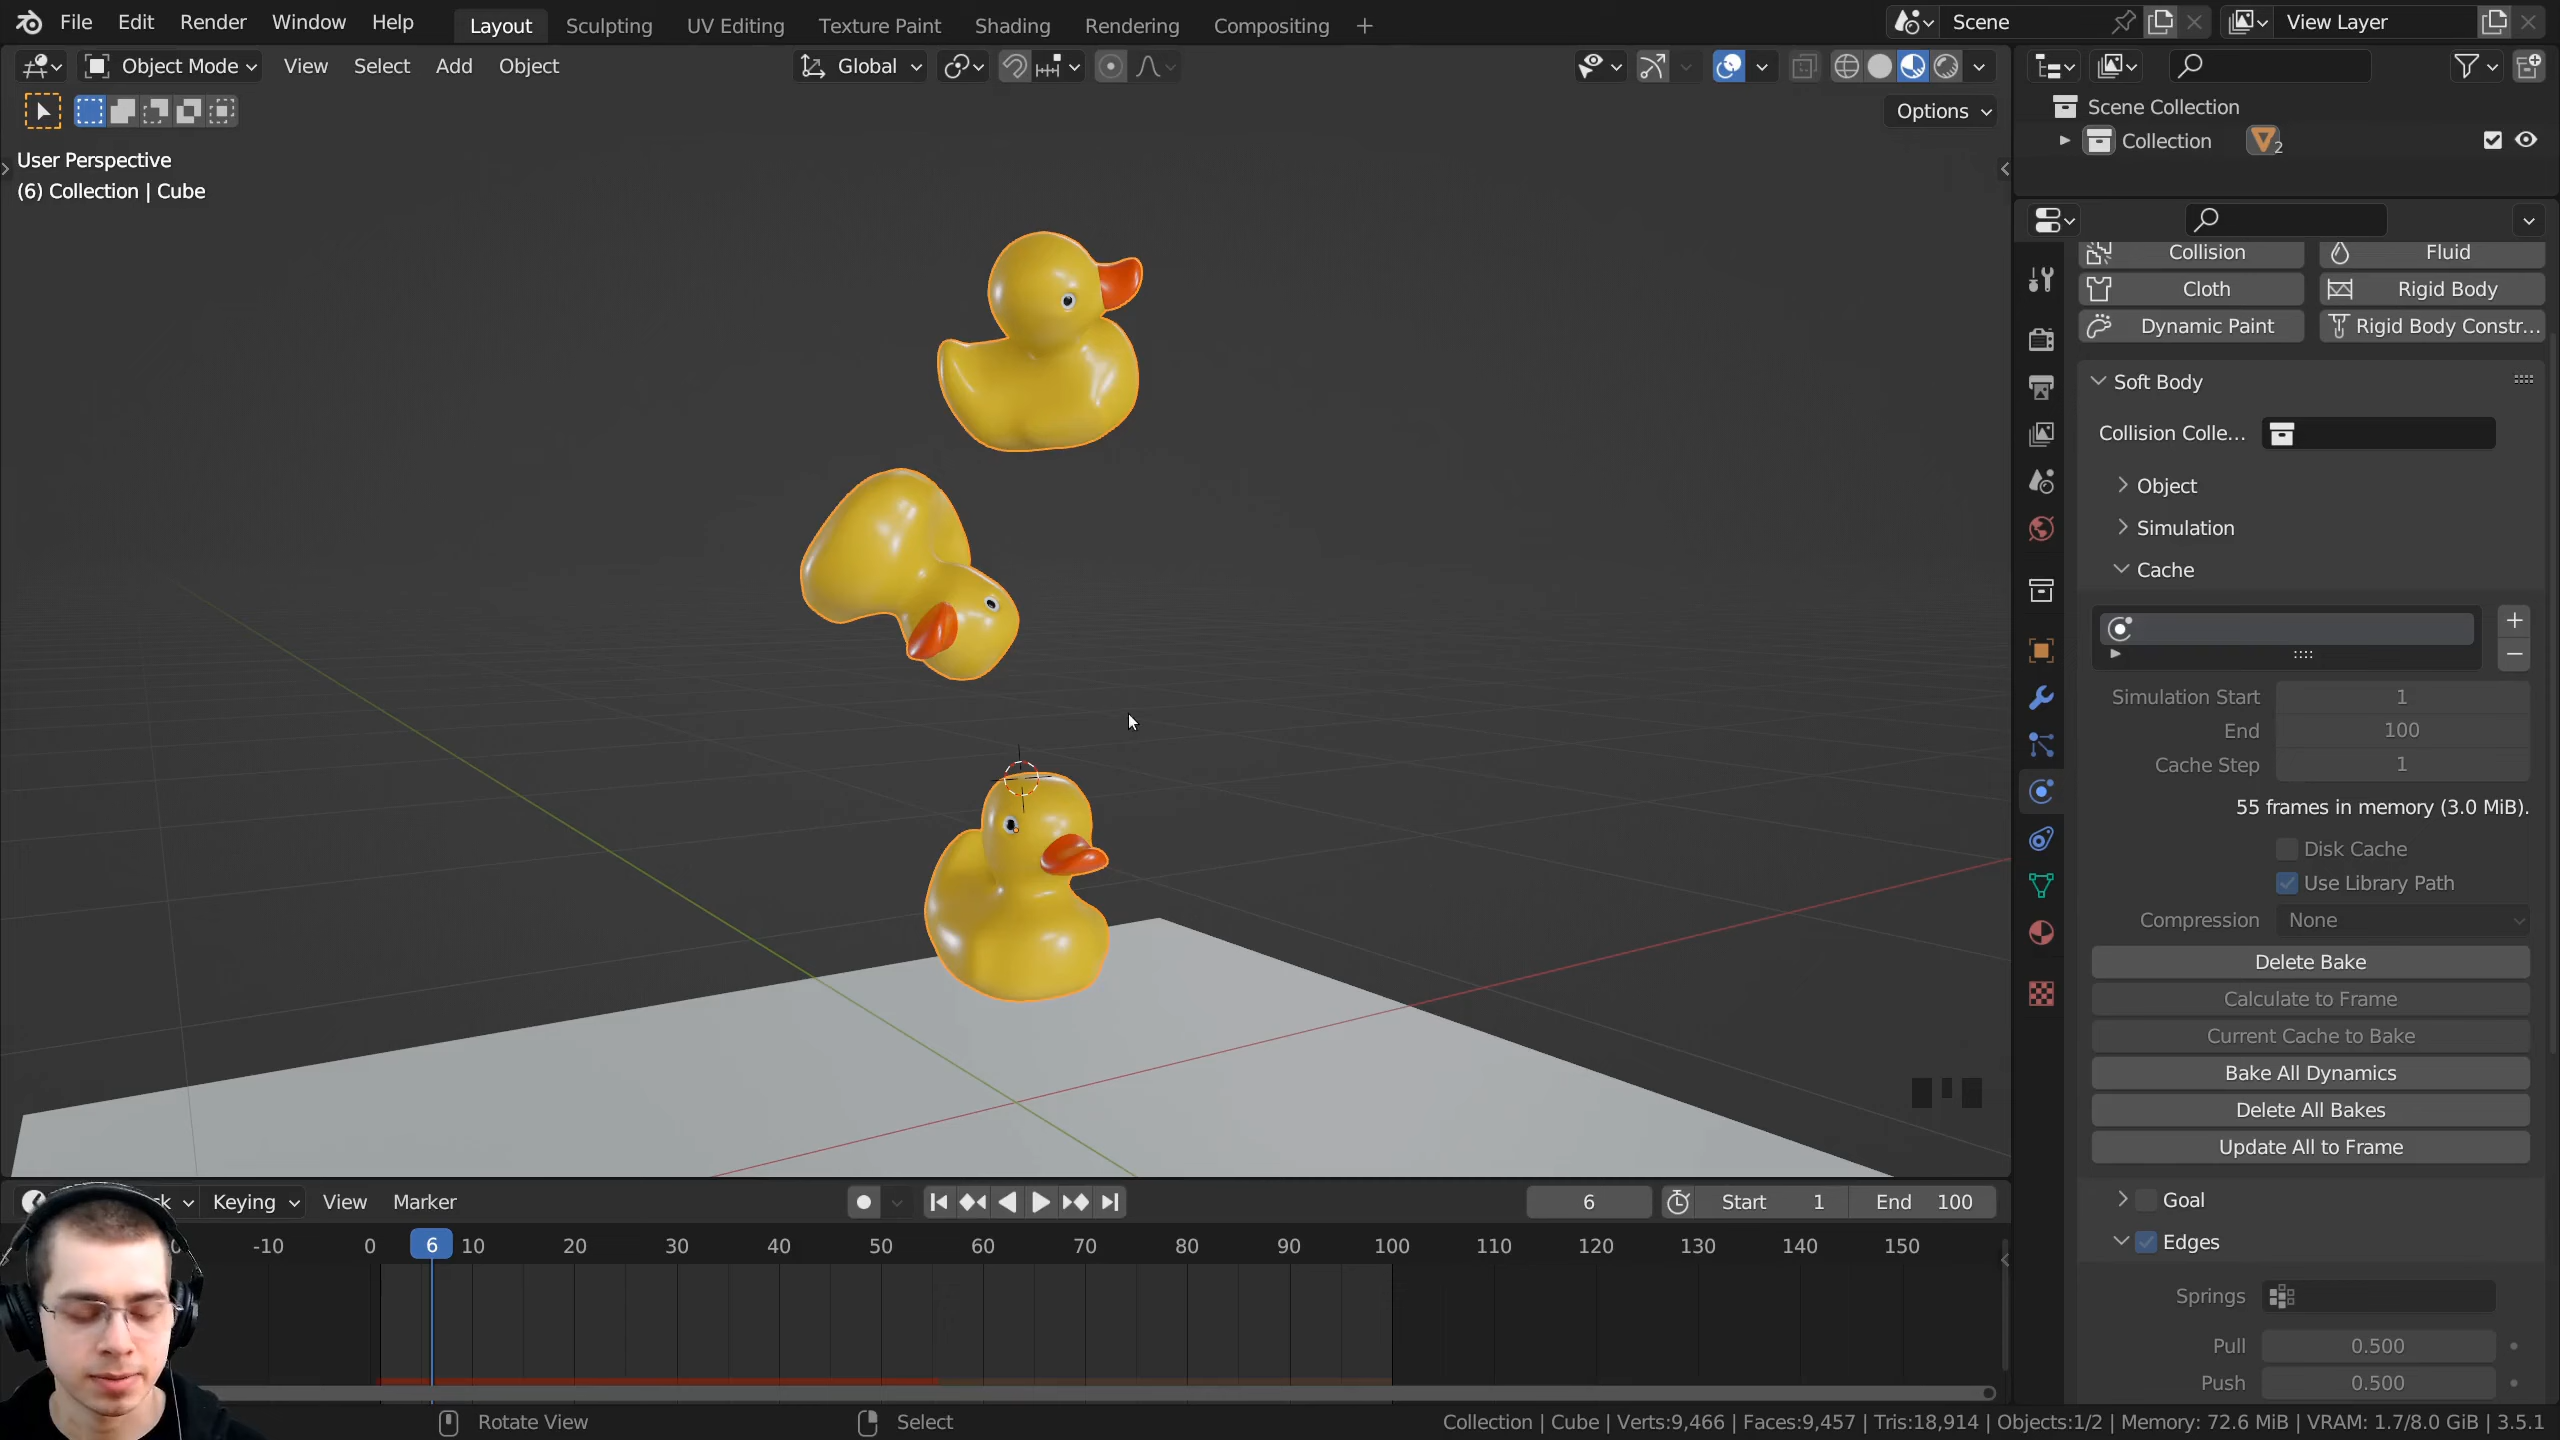 File Edit Render Window Help Layout Sculpting UV Editing Texture Paint Shading Rendering Compositing + Scene View Layer
Object Mode View Select Add Object Global
Options
User Perspective
(6) Collection | Cube
Scene Collection
Collection 2
Collision Fluid
Cloth Rigid Body
Dynamic Paint Rigid Body Constr...
Soft Body
Collision Colle...
Object
Simulation
Cache
Simulation Start 1
End 100
Cache Step 1
55 frames in memory (3.0 MiB).
Disk Cache
Use Library Path
Compression None
Delete Bake
Calculate to Frame
Current Cache to Bake
Bake All Dynamics
Delete All Bakes
Update All to Frame
Goal
Edges
Springs
Pull 0.500
Push 0.500
Keying View Marker 6 Start 1 End 100
-10 0 6 10 20 30 40 50 60 70 80 90 100 110 120 130 140 150
Rotate View Select Collection | Cube | Verts:9,466 | Faces:9,457 | Tris:18,914 | Objects:1/2 | Memory: 72.6 MiB | VRAM: 1.7/8.0 GiB | 3.5.1